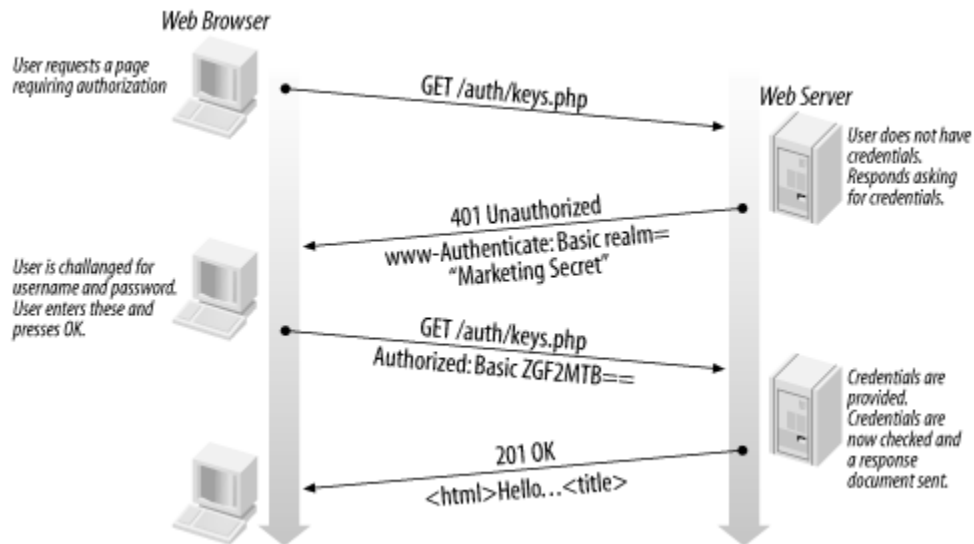 Web Browser
User requests a page
requiring authorization
GET /auth/keys.php
Web Server
User does not have
credentials.
Responds asking
for credentials.
401 Unauthorized
www-Authenticate: Basic realm=
“Marketing Secret”
User is challanged for
username and password.
User enters these and
presses OK.
GET /auth/keys.php
Authorized: Basic ZGF2MTB==
Credentials are
provided.
Credentials are
now checked and
a response
document sent.
201 OK
<html>Hello...<title>